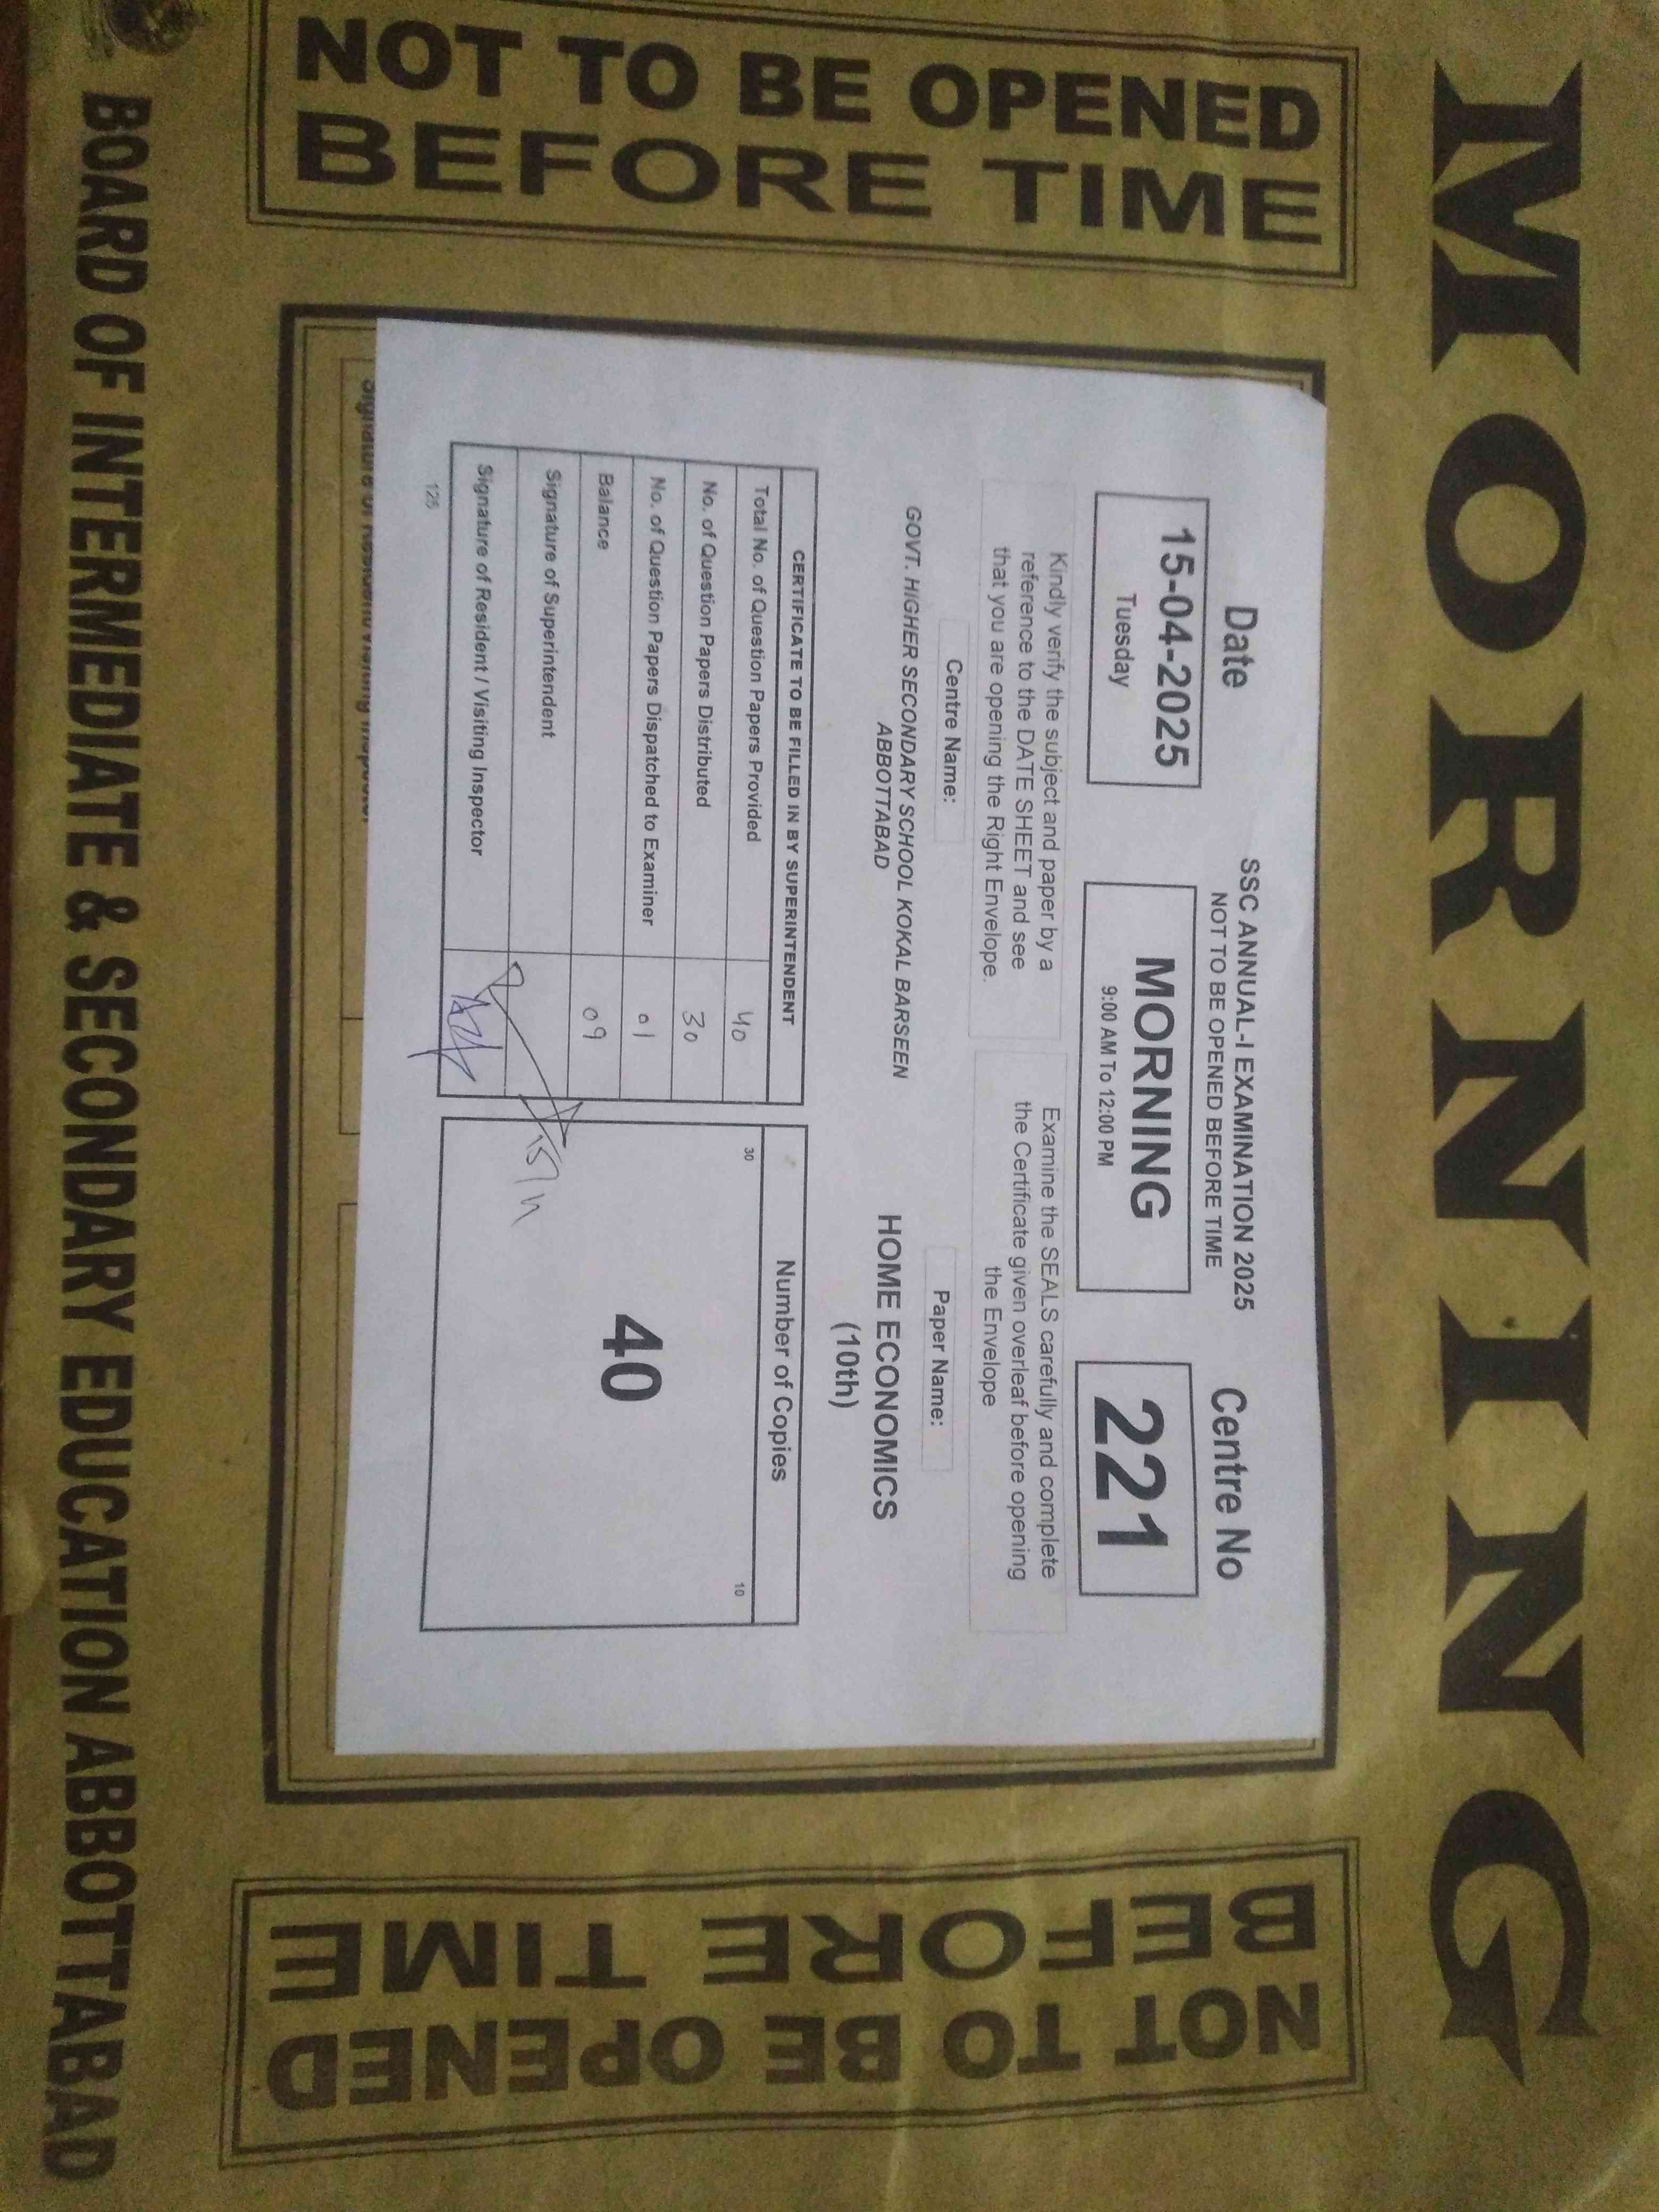 MORNING
NOT TO BE OPENED
BEFORE TIME
Date
15-04-2025
Tuesday
SSC ANNUAL-I EXAMINATION 2025
NOT TO BE OPENED BEFORE TIME
MORNING
9:00 AM To 12:00 PM
Centre No
221
Kindly verify the subject and paper by a
reference to the DATE SHEET and see
that you are opening the Right Envelope.
Examine the SEALS carefully and complete
the Certificate given overleaf before opening
the Envelope
Centre Name:
GOVT. HIGHER SECONDARY SCHOOL KOKAL BARSEEN
ABBOTTABAD
Paper Name:
HOME ECONOMICS
(10th)
CERTIFICATE TO BE FILLED IN BY SUPERINTENDENT
Total No. of Question Papers Provided 40
No. of Question Papers Distributed 30
No. of Question Papers Dispatched to Examiner 01
Balance 09
Signature of Superintendent
Signature of Resident / Visiting Inspector
125
Number of Copies
30 10
40
NOT TO BE OPENED
BEFORE TIME
BOARD OF INTERMEDIATE & SECONDARY EDUCATION ABBOTTABAD